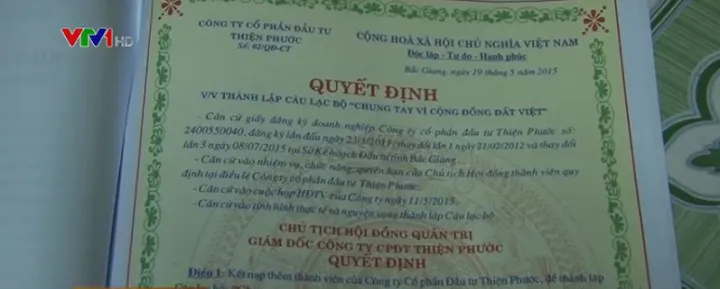 VTV1 HD
CÔNG TY CỔ PHẦN ĐẦU TƯ
THIỆN PHƯỚC
Số: 02/QĐ-CT
CỘNG HOÀ XÃ HỘI CHỦ NGHĨA VIỆT NAM
Độc lập - Tự do - Hạnh phúc
Bắc Giang, ngày 19 tháng 5 năm 2015
QUYẾT ĐỊNH
V/V THÀNH LẬP CÂU LẠC BỘ "CHUNG TAY VÌ CỘNG ĐỒNG ĐẤT VIỆT"
- Căn cứ giấy đăng ký doanh nghiệp Công ty cổ phần đầu tư Thiện Phước số:
2400550040, đăng ký lần đầu ngày 23/3/2011, thay đổi lần 1 ngày 21/02/2012 và thay đổi
lần 3 ngày 08/07/2015 tại Sở Kế hoạch Đầu tư tỉnh Bắc Giang.
- Căn cứ vào nhiệm vụ, chức năng, quyền hạn của Chủ tịch Hội đồng thành viên quy
định tại điều lệ Công ty cổ phần đầu tư Thiện Phước.
- Căn cứ vào cuộc họp HĐTV của Công ty ngày 11/5/2015.
- Căn cứ vào tình hình thực tế và nguyện vọng thành lập Câu lạc bộ
CHỦ TỊCH HỘI ĐỒNG QUẢN TRỊ
GIÁM ĐỐC CÔNG TY CPĐT THIỆN PHƯỚC
QUYẾT ĐỊNH
Điều 1: Kết nạp thêm thành viên của Công ty Cổ phần Đầu tư Thiện Phước, để thành lập